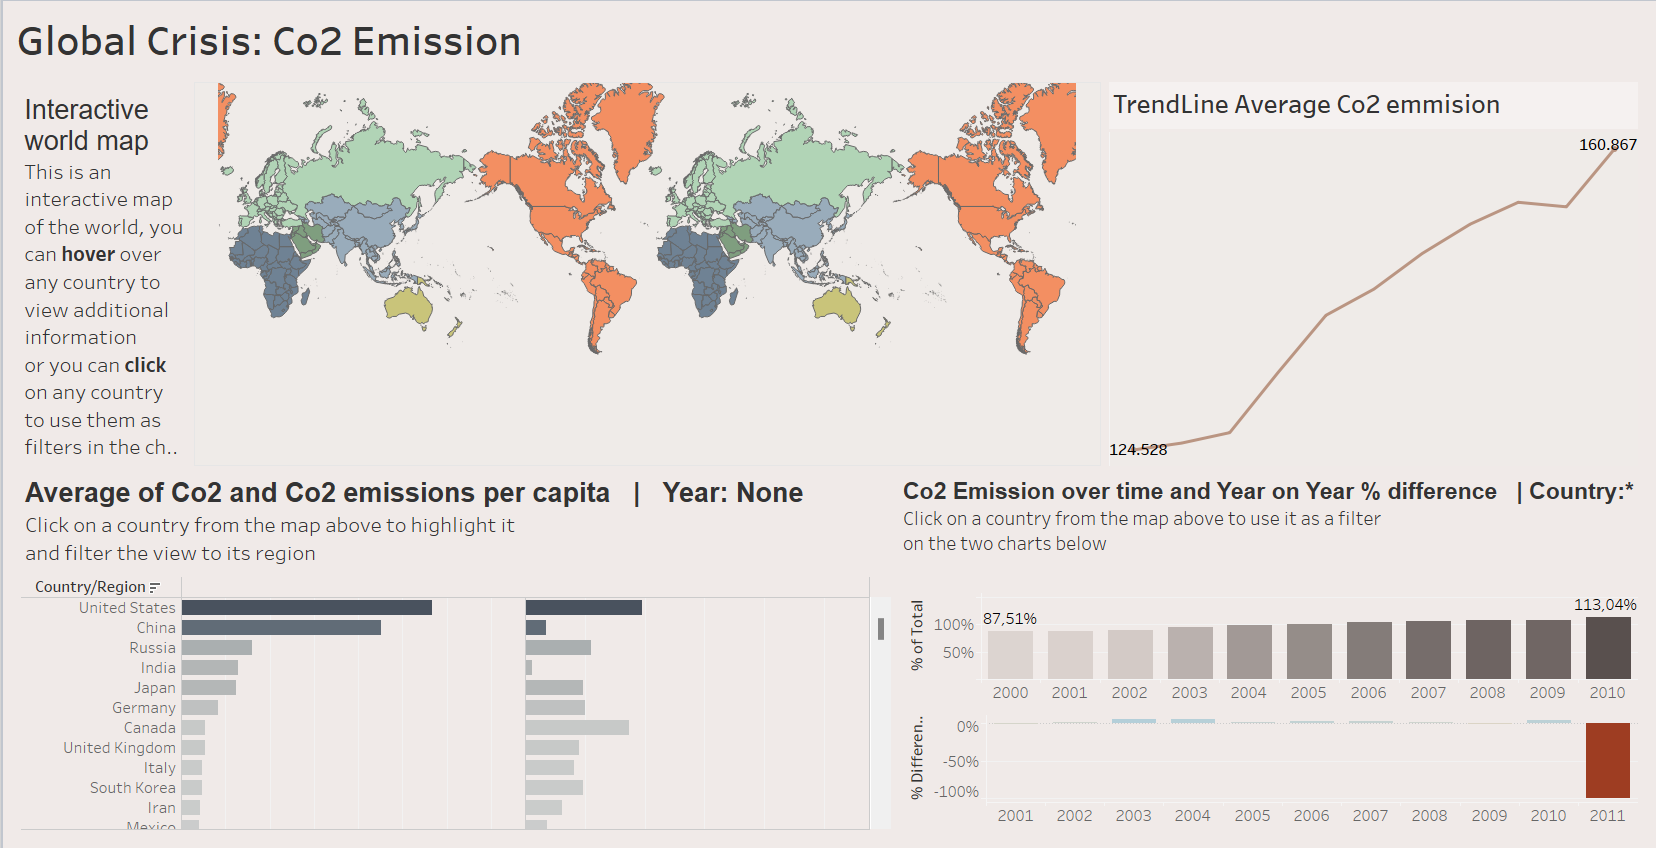 Global Crisis: Co2 Emission
Interactive
world map
This is an
interactive map
of the world, you
can hover over
any country to
view additional
information
or you can click
on any country
to use them as
filters in the ch..
TrendLine Average Co2 emmision
160.867
124.528
Average of Co2 and Co2 emissions per capita | Year: None
Click on a country from the map above to highlight it
and filter the view to its region
Country/Region
United States
China
Russia
India
Japan
Germany
Canada
United Kingdom
Italy
South Korea
Iran
Mexico
Co2 Emission over time and Year on Year % difference | Country:*
Click on a country from the map above to use it as a filter
on the two charts below
% of Total
100%
50%
87,51%
113,04%
2000 2001 2002 2003 2004 2005 2006 2007 2008 2009 2010
% Differen..
0%
-50%
-100%
2001 2002 2003 2004 2005 2006 2007 2008 2009 2010 2011